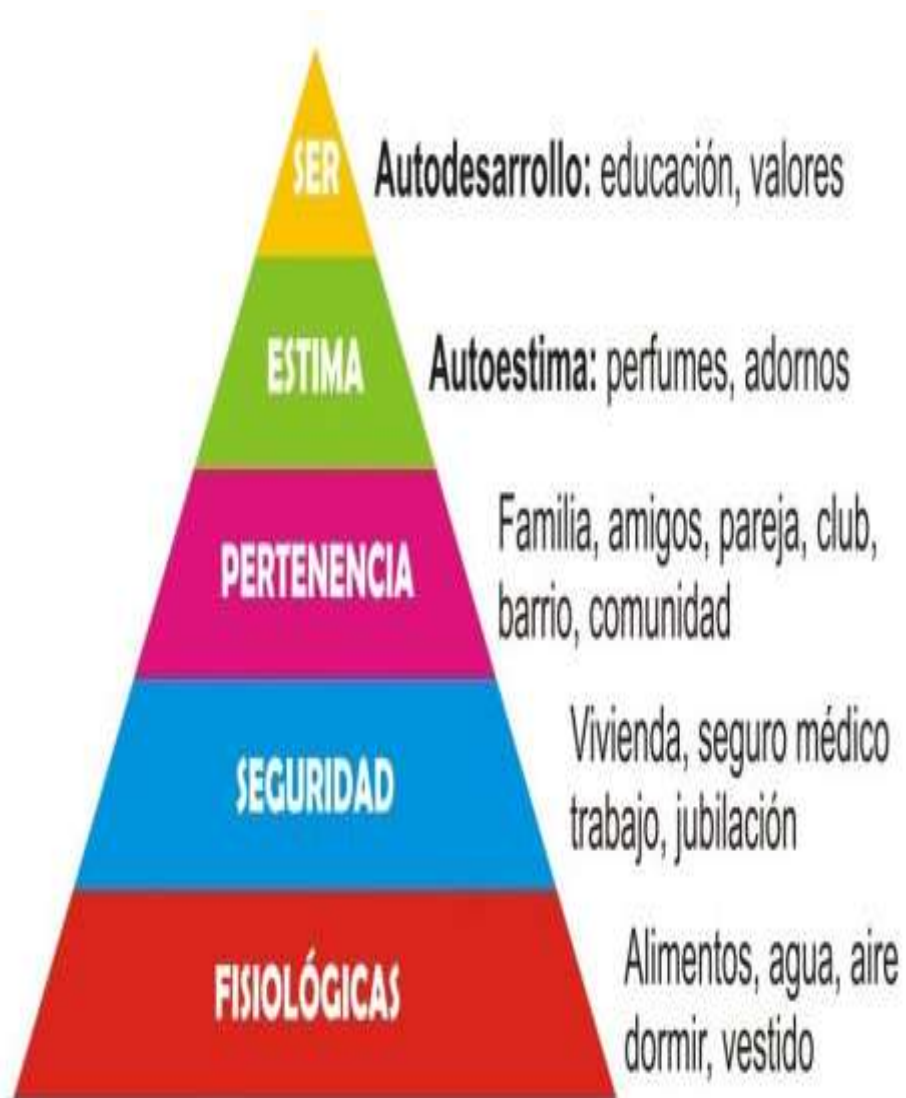 SER
Autodesarrollo: educación, valores
ESTIMA
Autoestima: perfumes, adornos
PERTENENCIA
Familia, amigos, pareja, club,
barrio, comunidad
SEGURIDAD
Vivienda, seguro médico
trabajo, jubilación
FISIOLÓGICAS
Alimentos, agua, aire
dormir, vestido